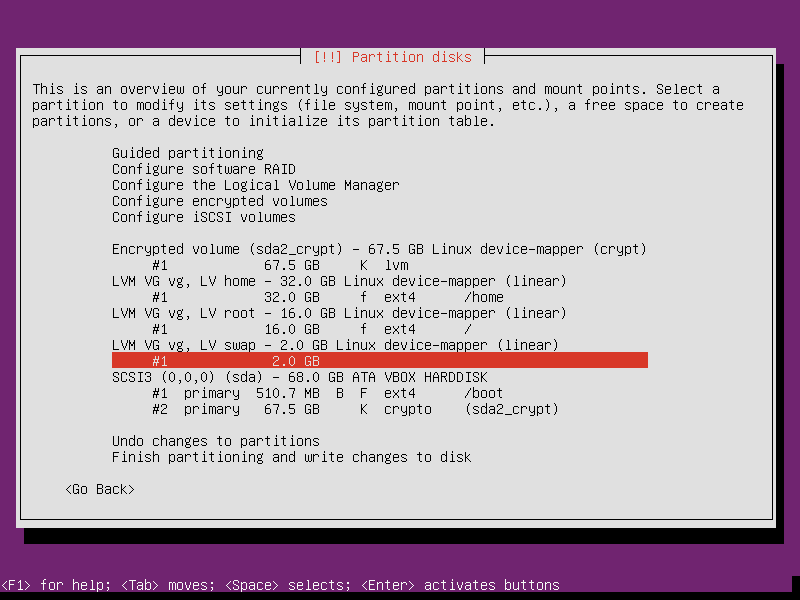 [!!] Partition disks
This is an overview of your currently configured partitions and mount points. Select a
partition to modify its settings (file system, mount point, etc.), a free space to create
partitions, or a device to initialize its partition table.
Guided partitioning
Configure software RAID
Configure the Logical Volume Manager
Configure encrypted volumes
Configure iSCSI volumes
Encrypted volume (sda2_crypt) - 67.5 GB Linux device-mapper (crypt)
#1 67.5 GB K lvm
LVM VG vg, LV home - 32.0 GB Linux device-mapper (linear)
#1 32.0 GB f ext4 /home
LVM VG vg, LV root - 16.0 GB Linux device-mapper (linear)
#1 16.0 GB f ext4 /
LVM VG vg, LV swap - 2.0 GB Linux device-mapper (linear)
#1 2.0 GB
SCSI3 (0,0,0) (sda) - 68.0 GB ATA VBOX HARDDISK
#1 primary 510.7 MB B F ext4 /boot
#2 primary 67.5 GB K crypto (sda2_crypt)
Undo changes to partitions
Finish partitioning and write changes to disk
<Go Back>
<F1> for help; <Tab> moves; <Space> selects; <Enter> activates buttons